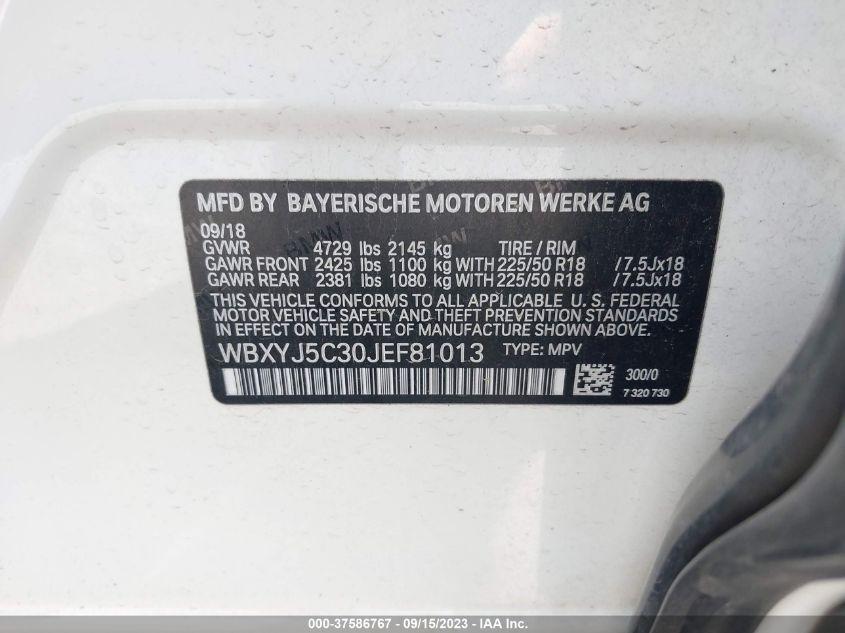 MFD BY BAYERISCHE MOTOREN WERKE AG
09/18
GVWR 4729 lbs 2145 kg TIRE / RIM
GAWR FRONT 2425 lbs 1100 kg WITH 225/50 R18 /7.5Jx18
GAWR REAR 2381 lbs 1080 kg WITH 225/50 R18 /7.5Jx18
THIS VEHICLE CONFORMS TO ALL APPLICABLE U. S. FEDERAL
MOTOR VEHICLE SAFETY AND THEFT PREVENTION STANDARDS
IN EFFECT ON THE DATE OF MANUFACTURE SHOWN ABOVE.
WBXYJ5C30JEF81013 TYPE: MPV
300/0
7 320 730
000-37586767 - 09/15/2023 - IAA Inc.